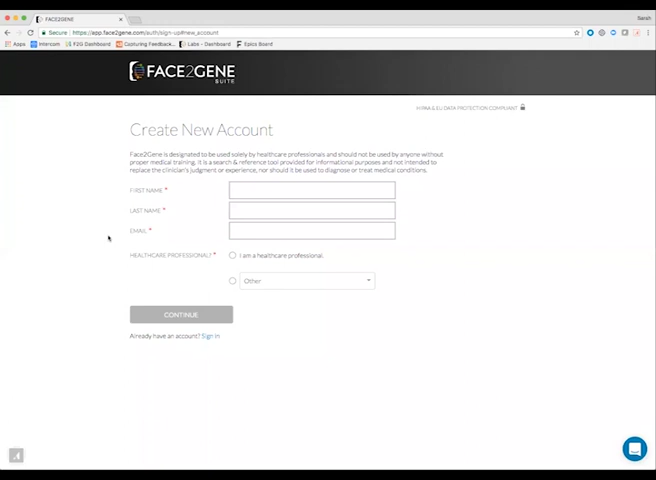 FACE2GENE
Sarah
Secure https://app.face2gene.com/auth/sign-up#new_account
Apps Intercom F2G Dashboard Capturing Feedback... Labs - Dashboard Epics Board
FACE2GENE
SUITE
HIPAA & EU DATA PROTECTION COMPLIANT
Create New Account
Face2Gene is designated to be used solely by healthcare professionals and should not be used by anyone without
proper medical training. It is a search & reference tool provided for informational purposes and not intended to
replace the clinician's judgment or experience, nor should it be used to diagnose or treat medical conditions.
FIRST NAME *
LAST NAME *
EMAIL *
HEALTHCARE PROFESSIONAL? * I am a healthcare professional.
Other
CONTINUE
Already have an account? Sign in